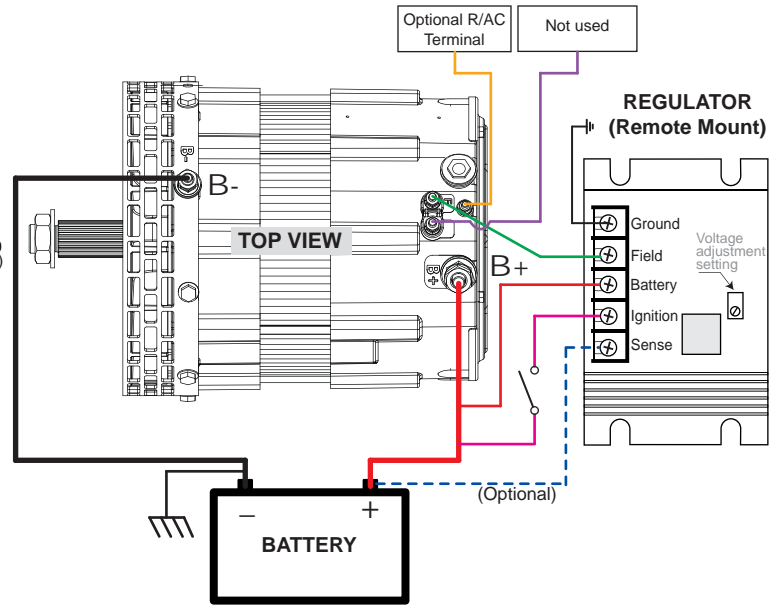 Optional R/AC
Terminal
Not used
REGULATOR
(Remote Mount)
B-
B-
TOP VIEW
B+
B+
Ground
Field
Battery
Ignition
Sense
Voltage
adjustment
setting
(Optional)
–
+
BATTERY